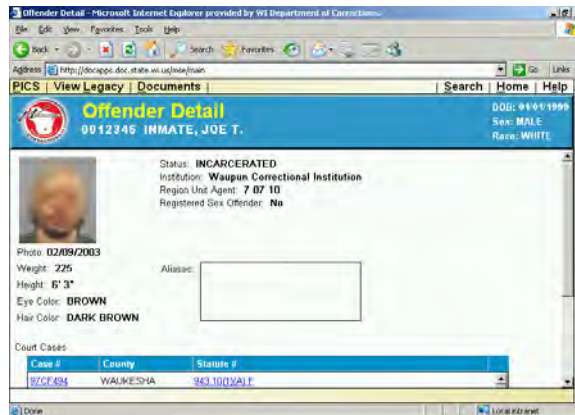 Offender Detail - Microsoft Internet Explorer provided by WI Department of Corrections
File Edit View Favorites Tools Help
Back Search Favorites
Address http://docapps.doc.state.wi.us/ Go Links
PICS | View Legacy | Documents | Search | Home | Help
Offender Detail
0012345 INMATE, JOE T.
DOB: 01/01/1999
Sex: MALE
Race: WHITE
Status: INCARCERATED
Institution: Waupun Correctional Institution
Region Unit Agent: 7 07 10
Registered Sex Offender: No
Photo: 02/09/2003
Weight: 225
Aliases:
Height: 6' 3"
Eye Color: BROWN
Hair Color: DARK BROWN
Court Cases
Case # County Statute #
97CF494 WAUKESHA 943.10(1)(A) F
Done Local intranet